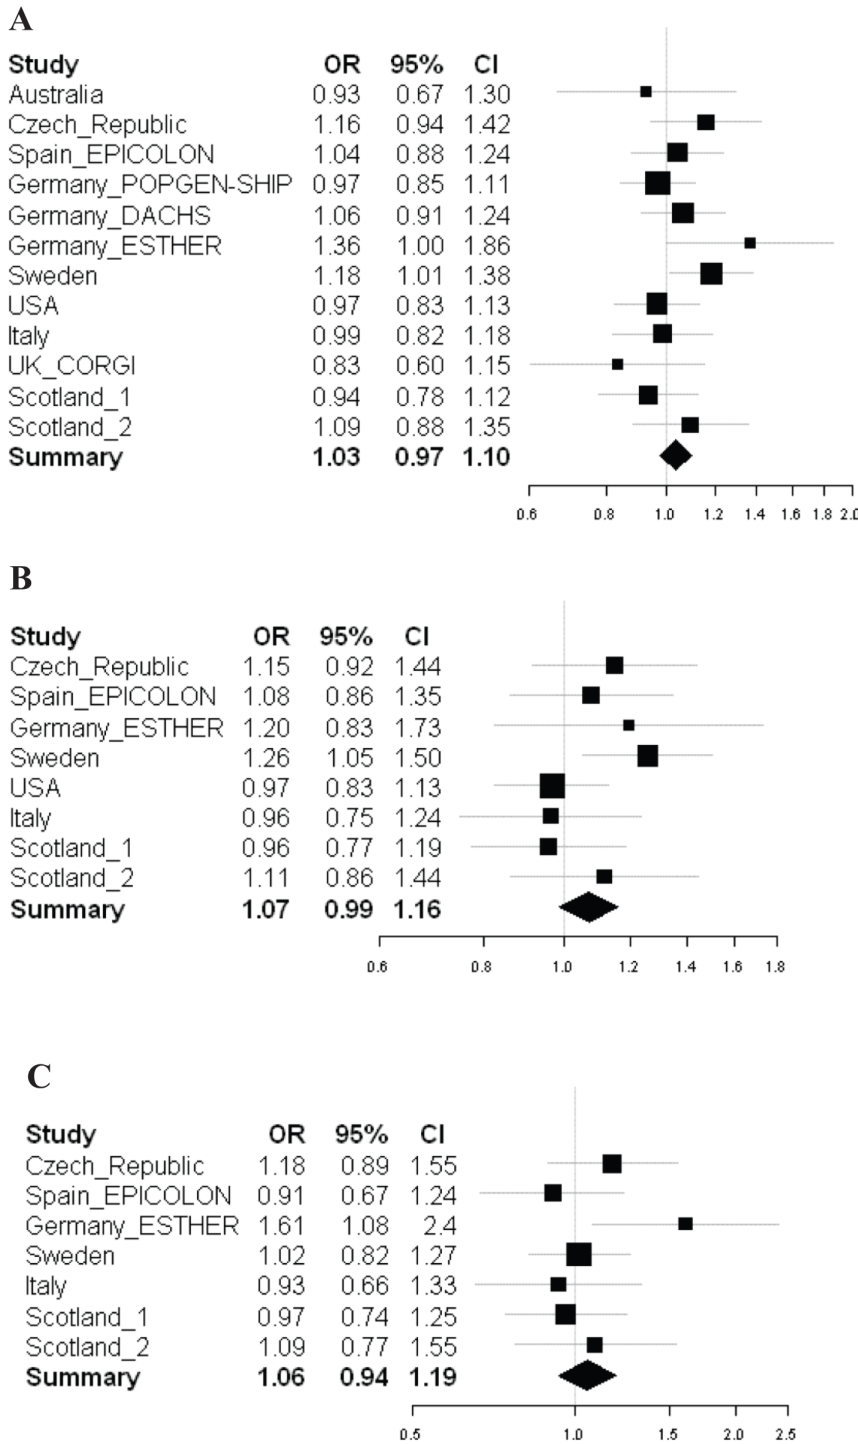 A
Study OR 95% CI
Australia 0.93 0.67 1.30
Czech_Republic 1.16 0.94 1.42
Spain_EPICOLON 1.04 0.88 1.24
Germany_POPGEN-SHIP 0.97 0.85 1.11
Germany_DACHS 1.06 0.91 1.24
Germany_ESTHER 1.36 1.00 1.86
Sweden 1.18 1.01 1.38
USA 0.97 0.83 1.13
Italy 0.99 0.82 1.18
UK_CORGI 0.83 0.60 1.15
Scotland_1 0.94 0.78 1.12
Scotland_2 1.09 0.88 1.35
Summary 1.03 0.97 1.10
0.6 0.8 1.0 1.2 1.4 1.6 1.8 2.0
B
Study OR 95% CI
Czech_Republic 1.15 0.92 1.44
Spain_EPICOLON 1.08 0.86 1.35
Germany_ESTHER 1.20 0.83 1.73
Sweden 1.26 1.05 1.50
USA 0.97 0.83 1.13
Italy 0.96 0.75 1.24
Scotland_1 0.96 0.77 1.19
Scotland_2 1.11 0.86 1.44
Summary 1.07 0.99 1.16
0.6 0.8 1.0 1.2 1.4 1.6 1.8
C
Study OR 95% CI
Czech_Republic 1.18 0.89 1.55
Spain_EPICOLON 0.91 0.67 1.24
Germany_ESTHER 1.61 1.08 2.4
Sweden 1.02 0.82 1.27
Italy 0.93 0.66 1.33
Scotland_1 0.97 0.74 1.25
Scotland_2 1.09 0.77 1.55
Summary 1.06 0.94 1.19
0.5 1.0 1.5 2.0 2.5